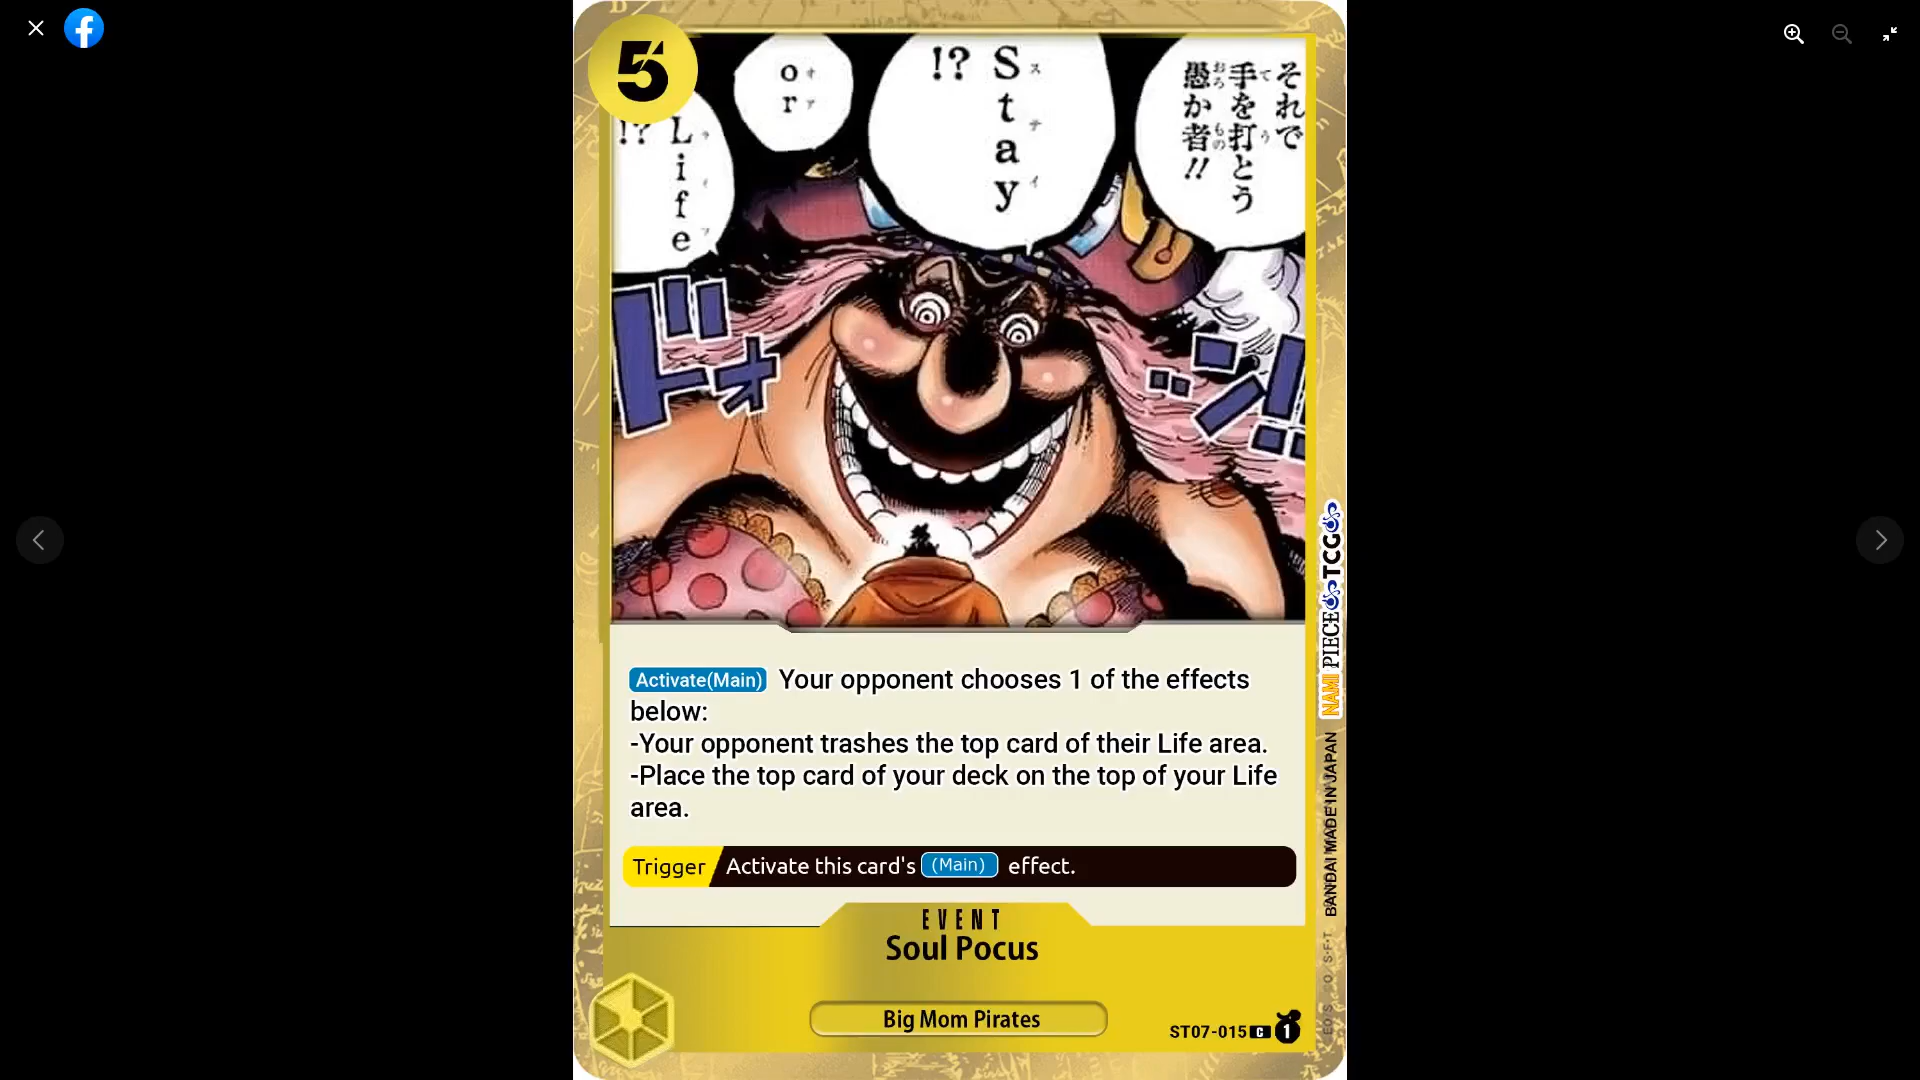 5
それで
手を打とう
愚か者!!
Stay
!?
or
Life
!?
ドォ
ッン!!
Activate(Main) Your opponent chooses 1 of the effects
below:
-Your opponent trashes the top card of their Life area.
-Place the top card of your deck on the top of your Life
area.
Trigger Activate this card's (Main) effect.
EVENT
Soul Pocus
Big Mom Pirates
ST07-015 C 1
NAMI PIECE TCG
BANDAI MADE IN JAPAN